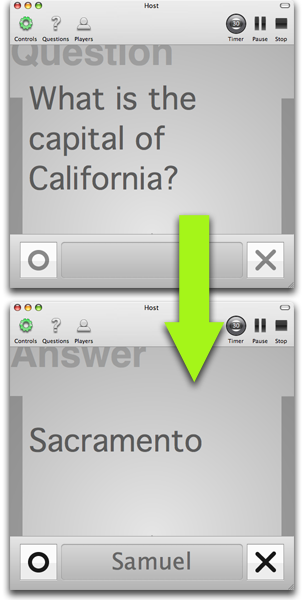 Host
Controls Questions Players 30 Timer Pause Stop
Question
What is the
capital of
California?
Host
Controls Questions Players 30 Timer Pause Stop
Answer
Sacramento
Samuel